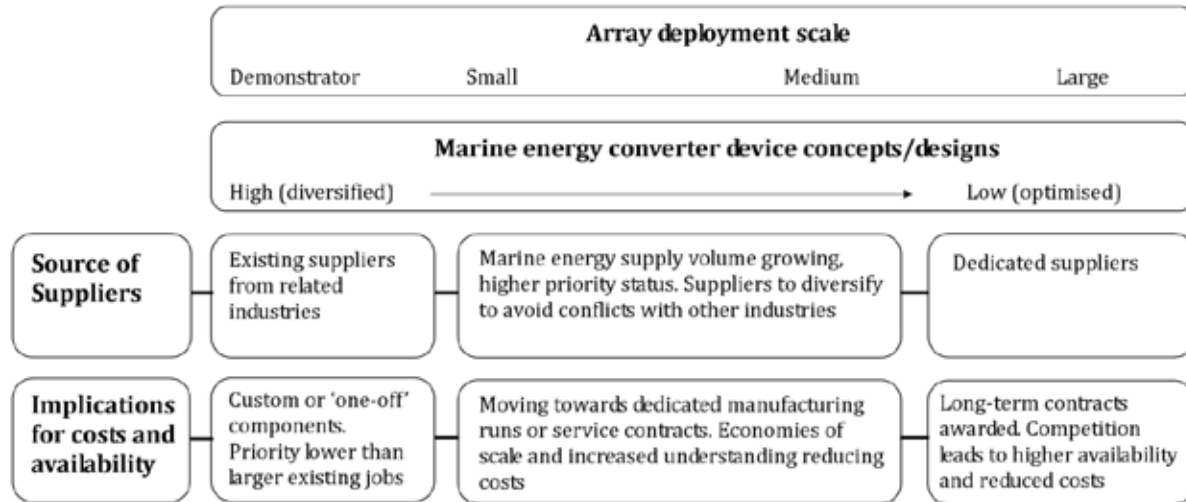 Array deployment scale
Demonstrator Small Medium Large
Marine energy converter device concepts/designs
High (diversified) Low (optimised)
Source of
Suppliers
Existing suppliers
from related
industries
Marine energy supply volume growing,
higher priority status. Suppliers to diversify
to avoid conflicts with other industries
Dedicated suppliers
Implications
for costs and
availability
Custom or ‘one-off’
components.
Priority lower than
larger existing jobs
Moving towards dedicated manufacturing
runs or service contracts. Economies of
scale and increased understanding reducing
costs
Long-term contracts
awarded. Competition
leads to higher availability
and reduced costs